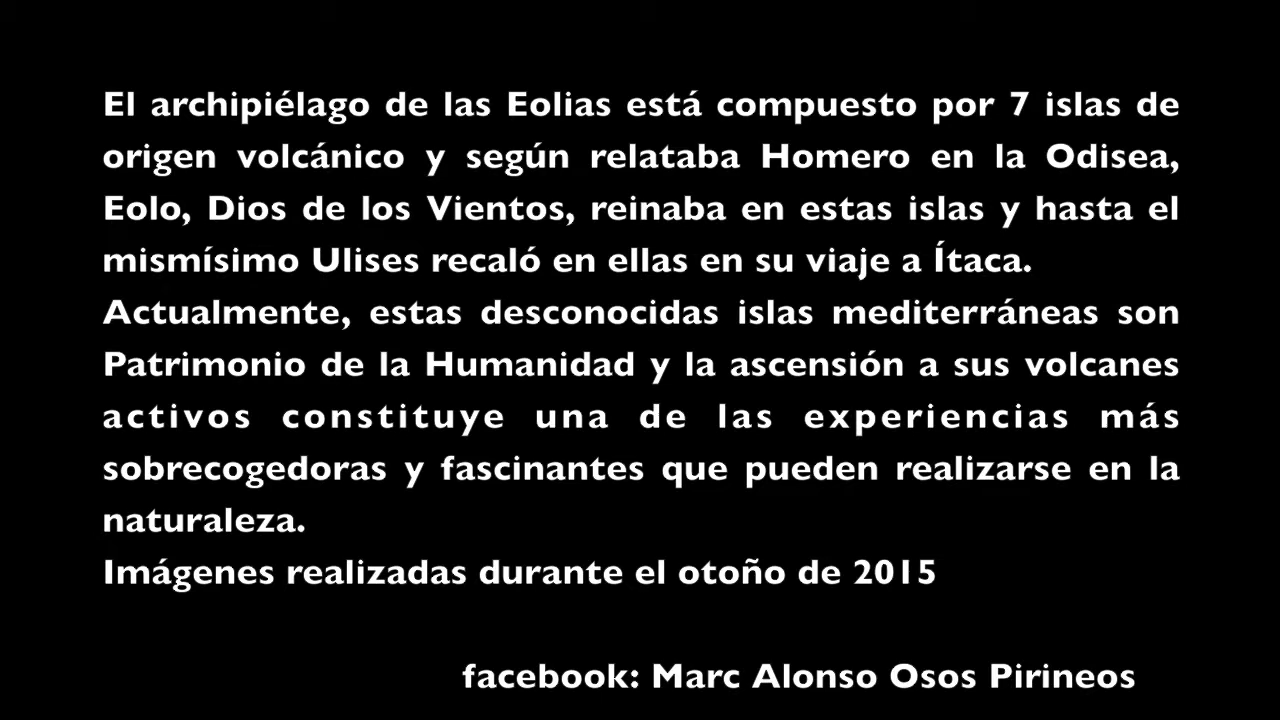 El archipiélago de las Eolias está compuesto por 7 islas de
origen volcánico y según relataba Homero en la Odisea,
Eolo, Dios de los Vientos, reinaba en estas islas y hasta el
mismísimo Ulises recaló en ellas en su viaje a Ítaca.
Actualmente, estas desconocidas islas mediterráneas son
Patrimonio de la Humanidad y la ascensión a sus volcanes
activos constituye una de las experiencias más
sobrecogedoras y fascinantes que pueden realizarse en la
naturaleza.
Imágenes realizadas durante el otoño de 2015
facebook: Marc Alonso Osos Pirineos